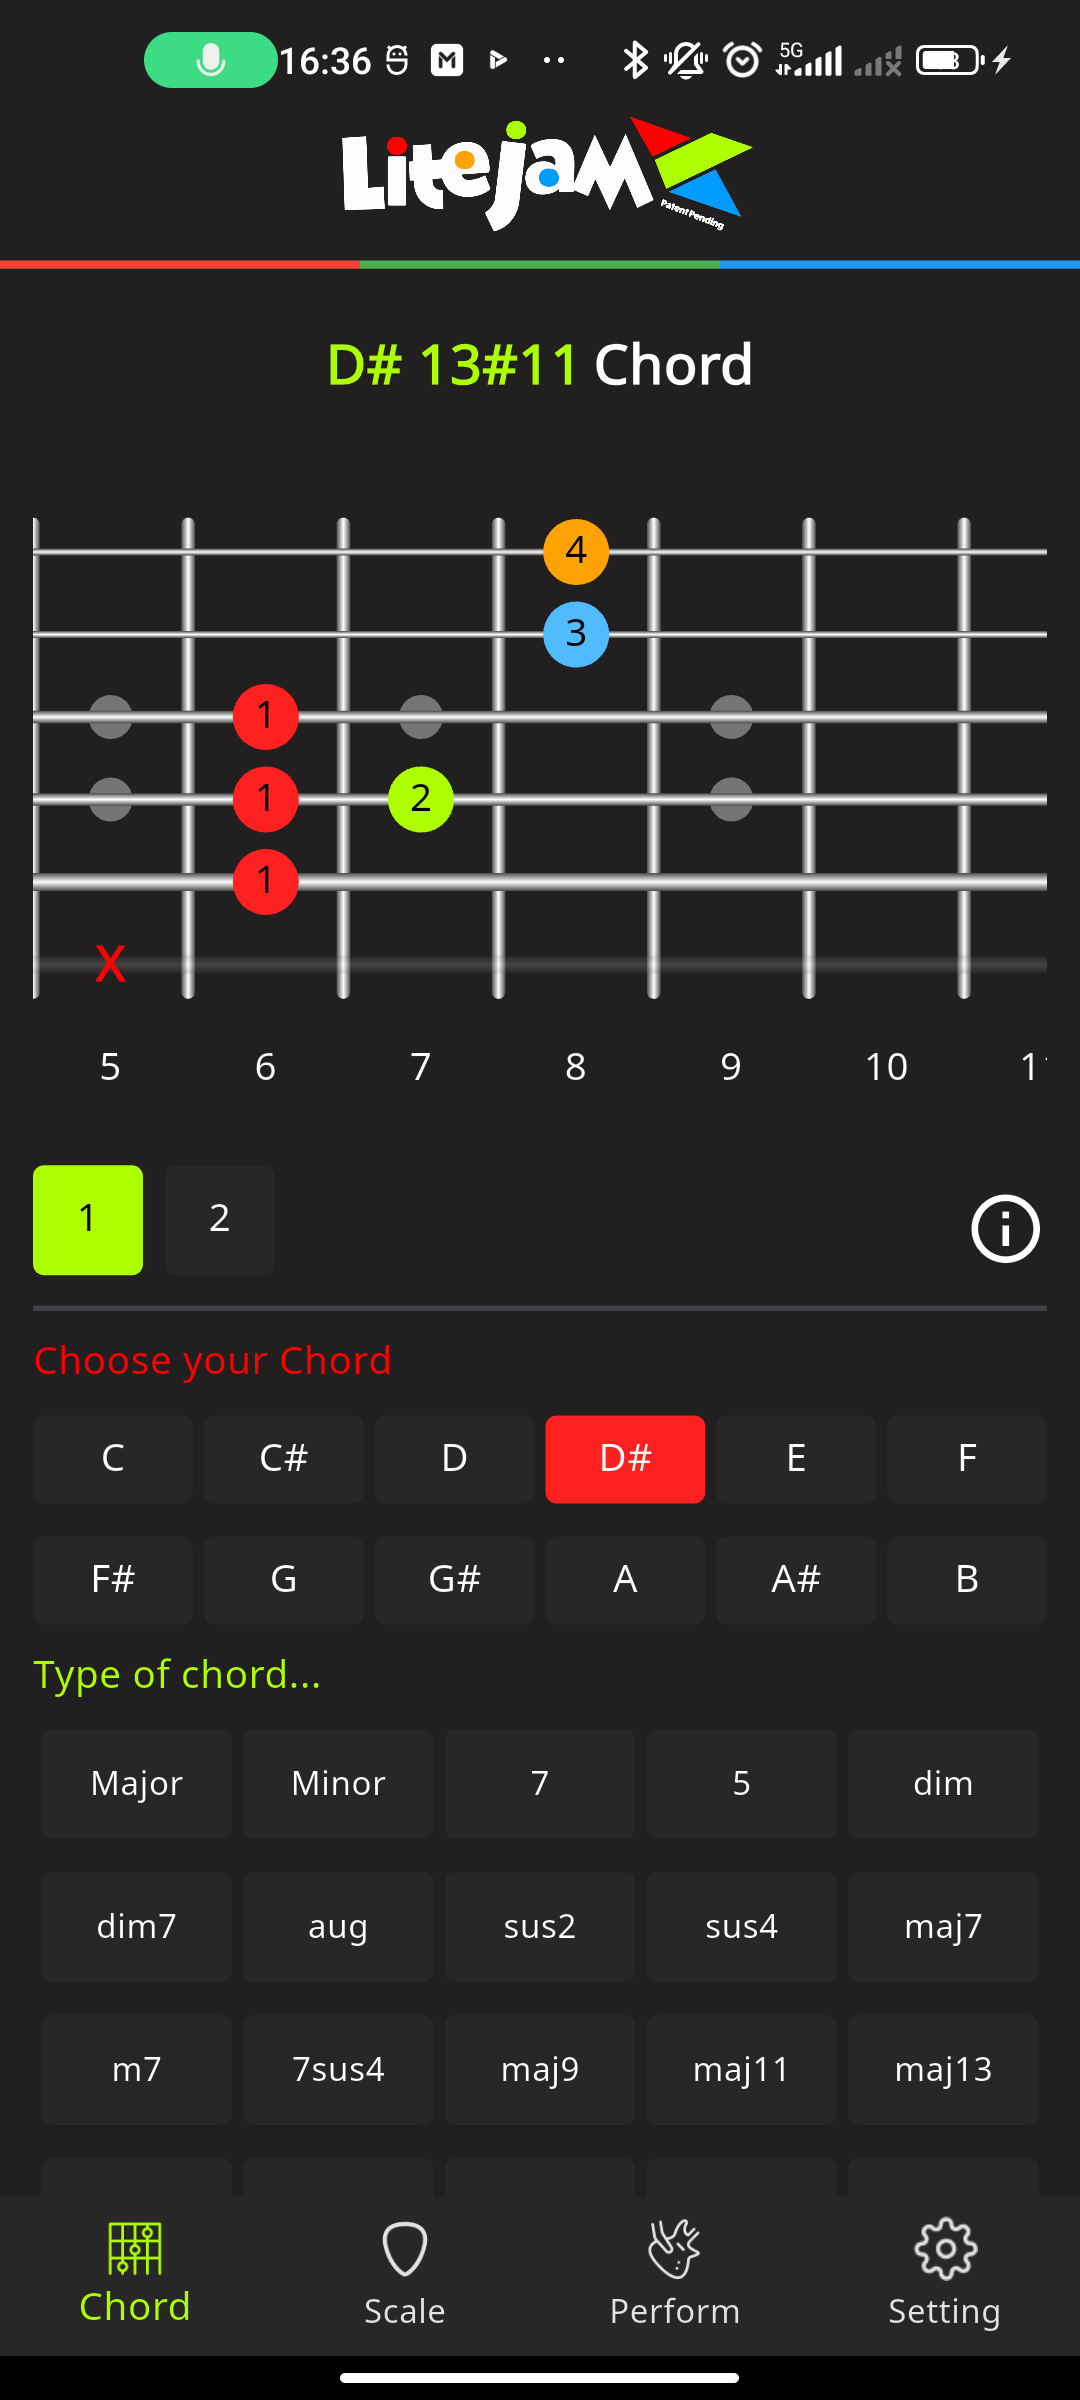 16:36 5G
LiteJam
Patent Pending
D# 13#11 Chord
4
3
1
1 2
1
X
5 6 7 8 9 10
1 2
Choose your Chord
C C# D D# E F
F# G G# A A# B
Type of chord...
Major Minor 7 5 dim
dim7 aug sus2 sus4 maj7
m7 7sus4 maj9 maj11 maj13
Chord Scale Perform Setting